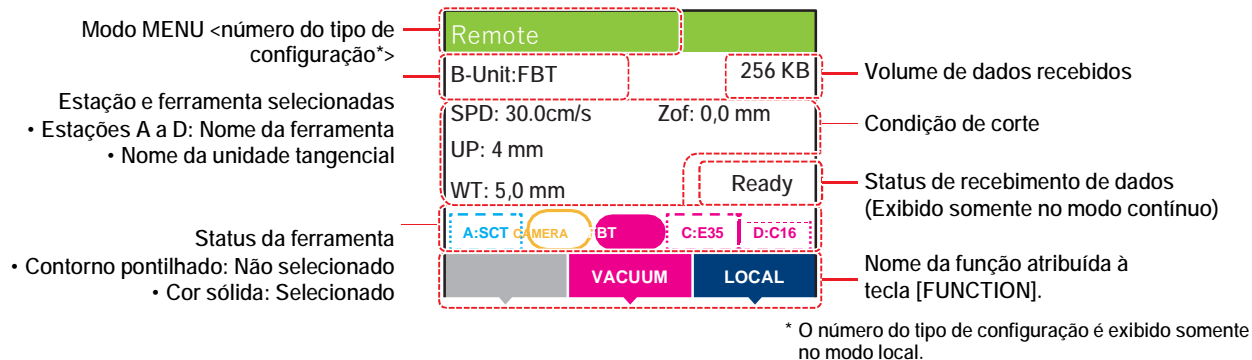 Modo MENU <número do tipo de
configuração*>
Estação e ferramenta selecionadas
• Estações A a D: Nome da ferramenta
• Nome da unidade tangencial
Status da ferramenta
• Contorno pontilhado: Não selecionado
• Cor sólida: Selecionado
Remote
B-Unit:FBT 256 KB
SPD: 30.0cm/s Zof: 0,0 mm
UP: 4 mm
WT: 5,0 mm Ready
A:SCT CAMERA BT C:E35 D:C16
VACUUM LOCAL
Volume de dados recebidos
Condição de corte
Status de recebimento de dados
(Exibido somente no modo contínuo)
Nome da função atribuída à
tecla [FUNCTION].
* O número do tipo de configuração é exibido somente
no modo local.